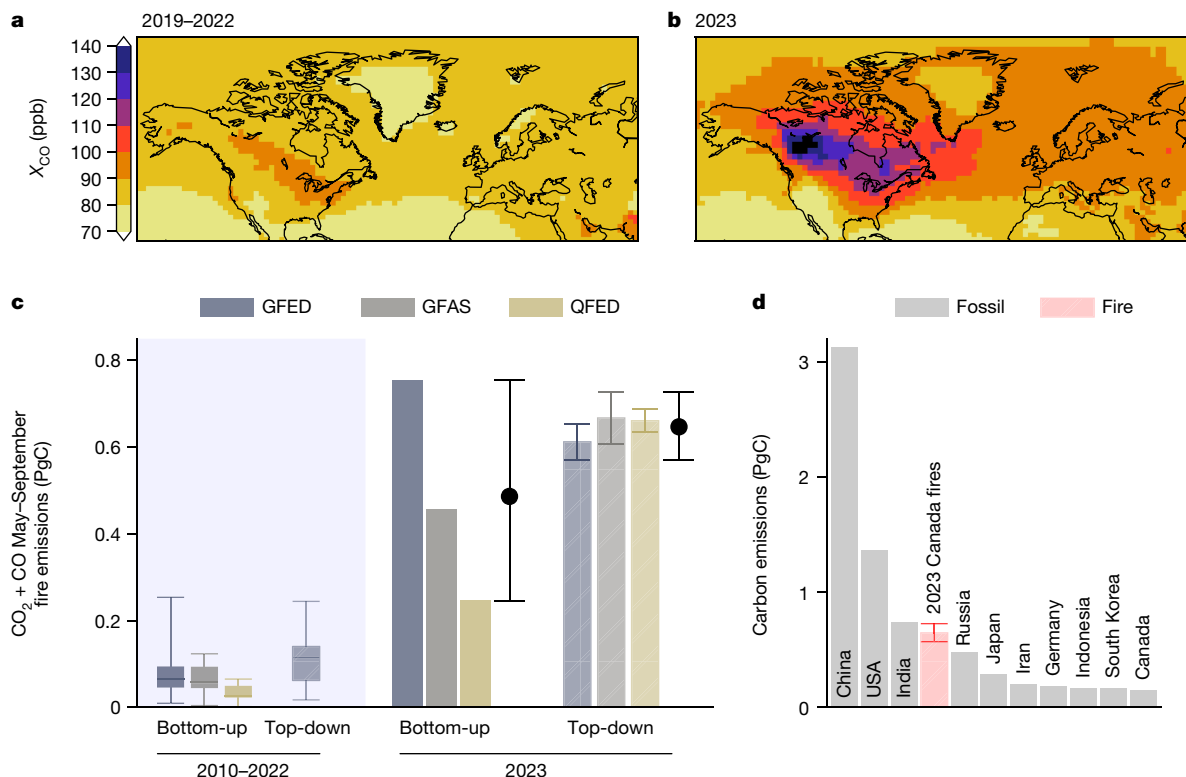 a 2019–2022
b 2023
140
130
120
110
100
90
80
70
X_CO (ppb)
c
GFED GFAS QFED
0.8
0.6
0.4
0.2
0
CO₂ + CO May–September
fire emissions (PgC)
Bottom-up Top-down Bottom-up Top-down
2010–2022 2023
d
Fossil Fire
3
2
1
0
Carbon emissions (PgC)
China
USA
India
2023 Canada fires
Russia
Japan
Iran
Germany
Indonesia
South Korea
Canada